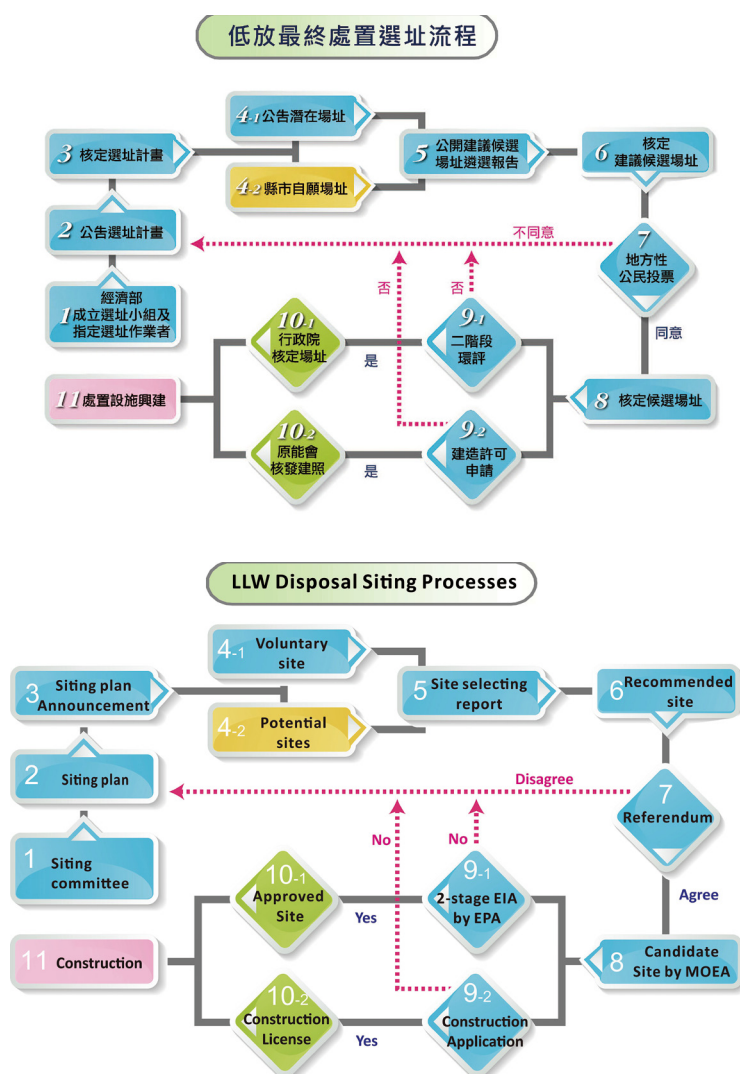 低放最終處置選址流程
4-1 公告潛在場址
3 核定選址計畫
5 公開建議候選
場址遴選報告
6 核定
建議候選場址
4-2 縣市自願場址
2 公告選址計畫
不同意
7
地方性
公民投票
否
否
1 經濟部
成立選址小組及
指定選址作業者
10-1
行政院
核定場址
是
9-1
二階段
環評
同意
11 處置設施興建
8 核定候選場址
10-2
原能會
核發建照
是
9-2
建造許可
申請
LLW Disposal Siting Processes
4-1 Voluntary
site
3 Siting plan
Announcement
5 Site selecting
report
6 Recommended
site
4-2 Potential
sites
2 Siting plan
Disagree
7
Referendum
No
No
1 Siting
committee
10-1
Approved
Site
Yes
9-1
2-stage EIA
by EPA
Agree
11 Construction
8 Candidate
Site by MOEA
10-2
Construction
License
Yes
9-2
Construction
Application